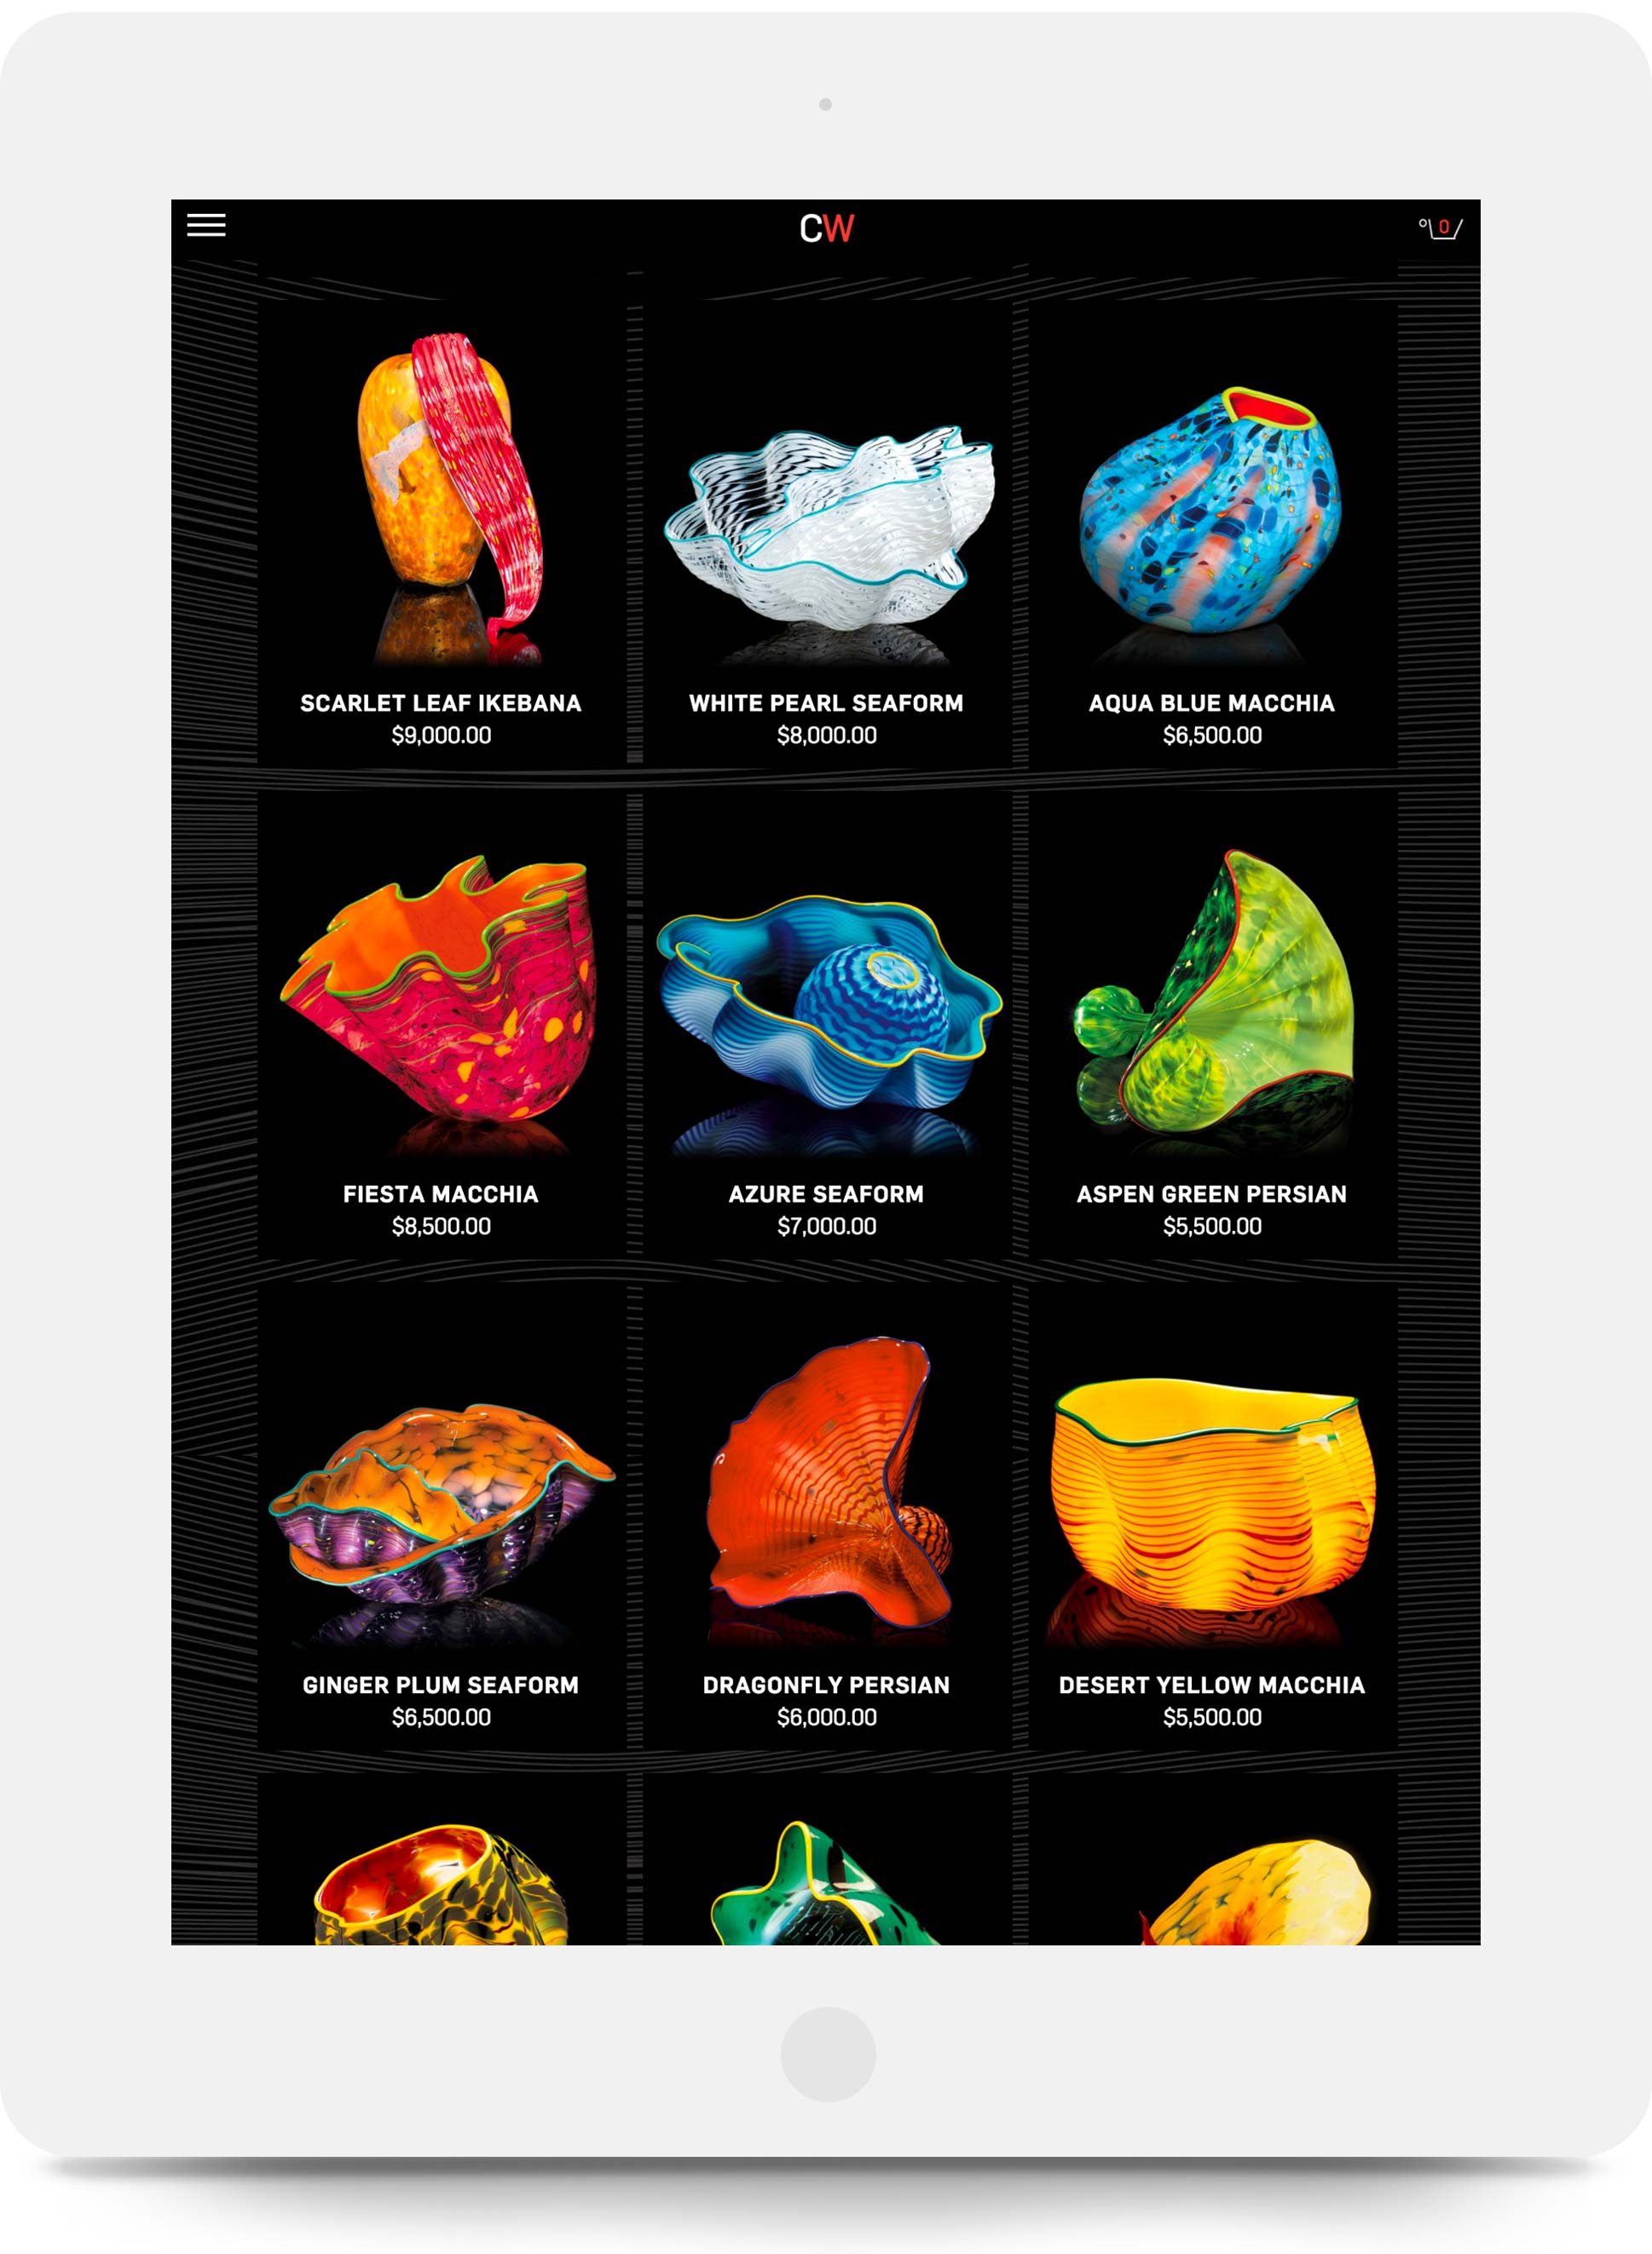 CW
0
SCARLET LEAF IKEBANA
$9,000.00
WHITE PEARL SEAFORM
$8,000.00
AQUA BLUE MACCHIA
$6,500.00
FIESTA MACCHIA
$8,500.00
AZURE SEAFORM
$7,000.00
ASPEN GREEN PERSIAN
$5,500.00
GINGER PLUM SEAFORM
$6,500.00
DRAGONFLY PERSIAN
$6,000.00
DESERT YELLOW MACCHIA
$5,500.00